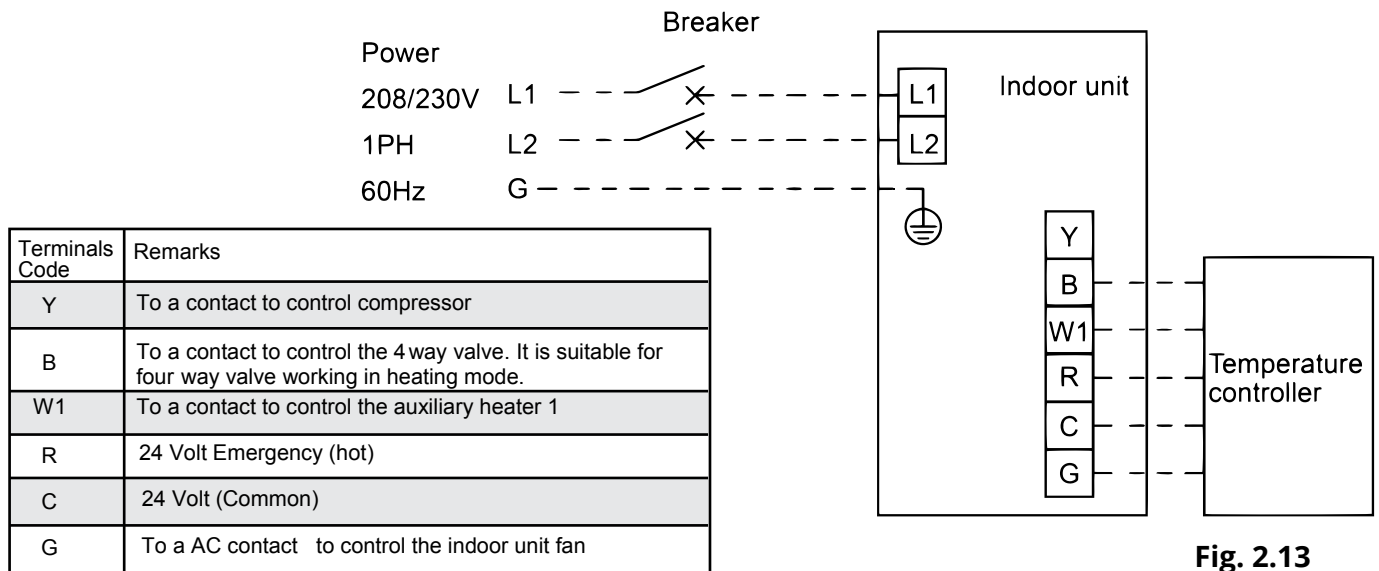 Breaker
Power
208/230V L1
1PH L2
60Hz G
L1 Indoor unit
L2
Y
B
W1
R
C
G
Temperature
controller
Terminals Remarks
Code
Y To a contact to control compressor
B To a contact to control the 4 way valve. It is suitable for
four way valve working in heating mode.
W1 To a contact to control the auxiliary heater 1
R 24 Volt Emergency (hot)
C 24 Volt (Common)
G To a AC contact to control the indoor unit fan
Fig. 2.13